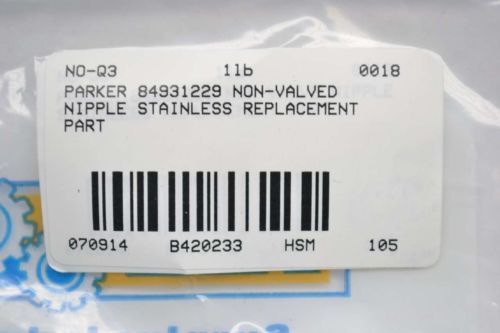 NO-Q3 1lb 0018
PARKER 84931229 NON-VALVED
NIPPLE STAINLESS REPLACEMENT
PART
070914 B420233 HSM 105